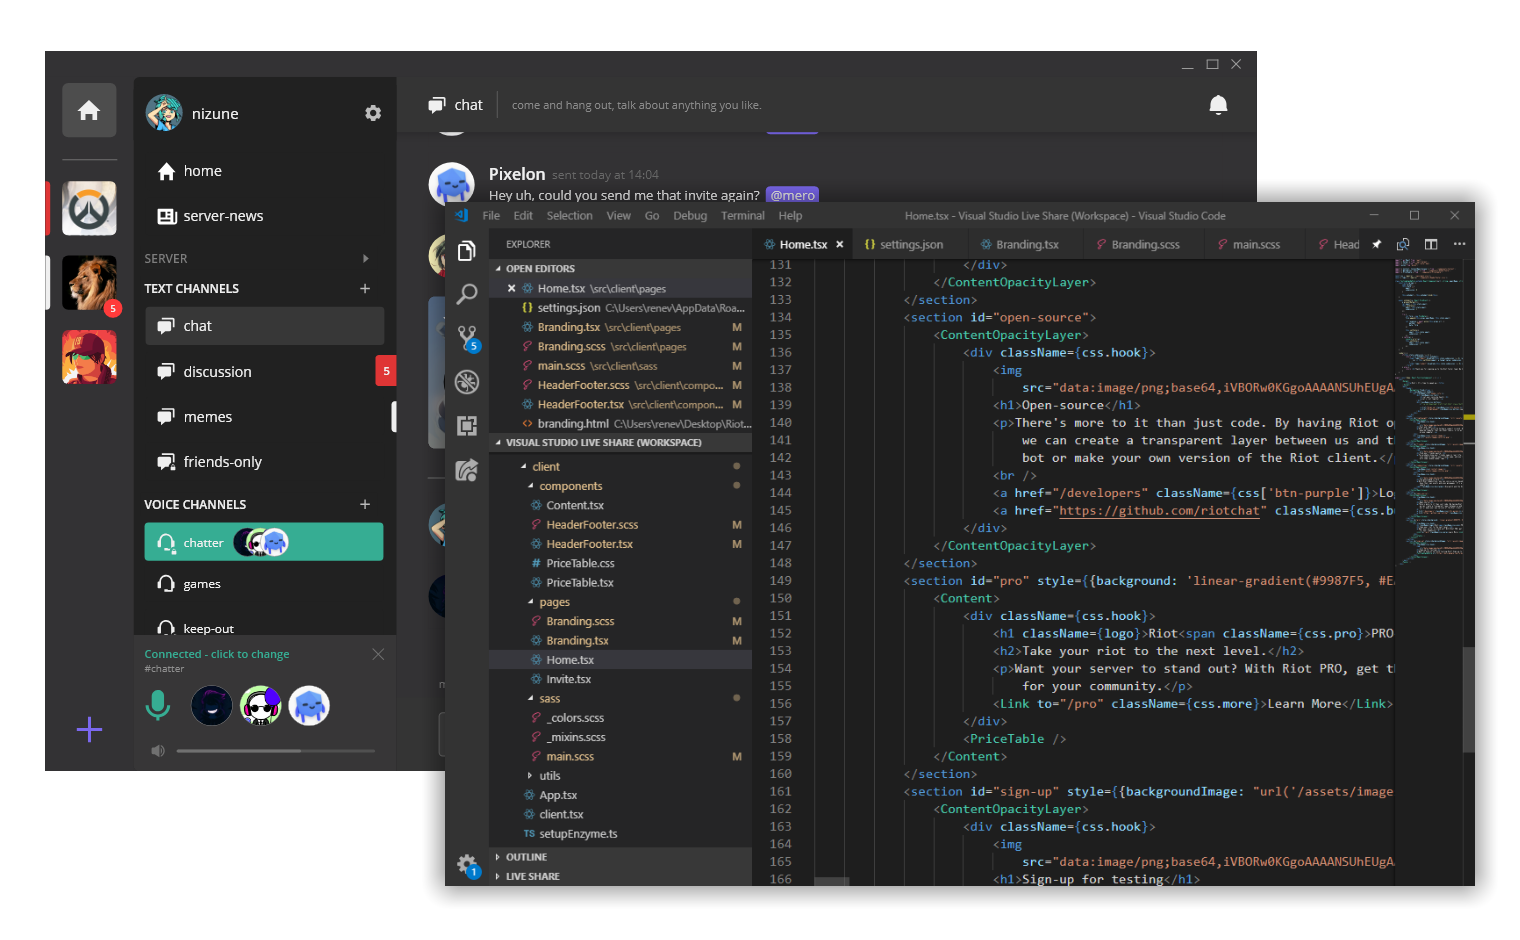 nizune
home
server-news
SERVER
TEXT CHANNELS
chat
discussion
5
memes
friends-only
VOICE CHANNELS
chatter
games
keep-out
Connected - click to change
#chatter
5
chat
come and hang out, talk about anything you like.
Pixelon sent today at 14:04
Hey uh, could you send me that invite again? @mero
File Edit Selection View Go Debug Terminal Help
Home.tsx - Visual Studio Live Share (Workspace) - Visual Studio Code
5
1
EXPLORER
OPEN EDITORS
Home.tsx \src\client\pages
settings.json C:\Users\renev\AppData\Roa...
Branding.tsx \src\client\pages M
Branding.scss \src\client\pages M
main.scss \src\client\sass M
HeaderFooter.scss \src\client\compo... M
HeaderFooter.tsx \src\client\compon... M
branding.html C:\Users\renev\Desktop\Riot...
VISUAL STUDIO LIVE SHARE (WORKSPACE)
client
components
Content.tsx
HeaderFooter.scss M
HeaderFooter.tsx M
# PriceTable.css
PriceTable.tsx
pages
Branding.scss M
Branding.tsx M
Home.tsx
Invite.tsx
sass
_colors.scss
_mixins.scss
main.scss M
utils
App.tsx
client.tsx
TS setupEnzyme.ts
OUTLINE
LIVE SHARE
Home.tsx settings.json Branding.tsx Branding.scss main.scss Head
131 </div>
132 </ContentOpacityLayer>
133 </section>
134 <section id="open-source">
135 <ContentOpacityLayer>
136 <div className={css.hook}>
137 <img
138 src="data:image/png;base64,iVBORw0KGgoAAAANSUhEUgA
139 <h1>Open-source</h1>
140 <p>There's more to it than just code. By having Riot o
141 we can create a transparent layer between us and t
142 bot or make your own version of the Riot client.</
143 <br />
144 <a href="/developers" className={css['btn-purple']}>Lo
145 <a href="https://github.com/riotchat" className={css.b
146 </div>
147 </ContentOpacityLayer>
148 </section>
149 <section id="pro" style={{background: 'linear-gradient(#9987F5, #E
150 <Content>
151 <div className={css.hook}>
152 <h1 className={logo}>Riot<span className={css.pro}>PRO
153 <h2>Take your riot to the next level.</h2>
154 <p>Want your server to stand out? With Riot PRO, get t
155 for your community.</p>
156 <Link to="/pro" className={css.more}>Learn More</Link>
157 </div>
158 <PriceTable />
159 </Content>
160 </section>
161 <section id="sign-up" style={{backgroundImage: "url('/assets/image
162 <ContentOpacityLayer>
163 <div className={css.hook}>
164 <img
165 src="data:image/png;base64,iVBORw0KGgoAAAANSUhEUgA
166 <h1>Sign-up for testing</h1>